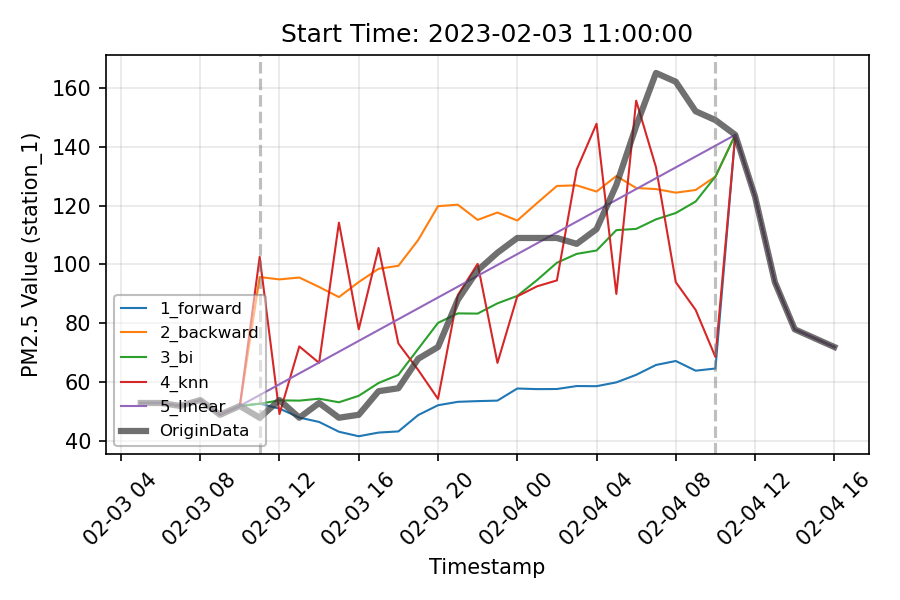 Start Time: 2023-02-03 11:00:00
PM2.5 Value (station_1)
160
140
120
100
80
60
40
1_forward
2_backward
3_bi
4_knn
5_linear
OriginData
02-03 04
02-03 08
02-03 12
02-03 16
02-03 20
02-04 00
02-04 04
02-04 08
02-04 12
02-04 16
Timestamp